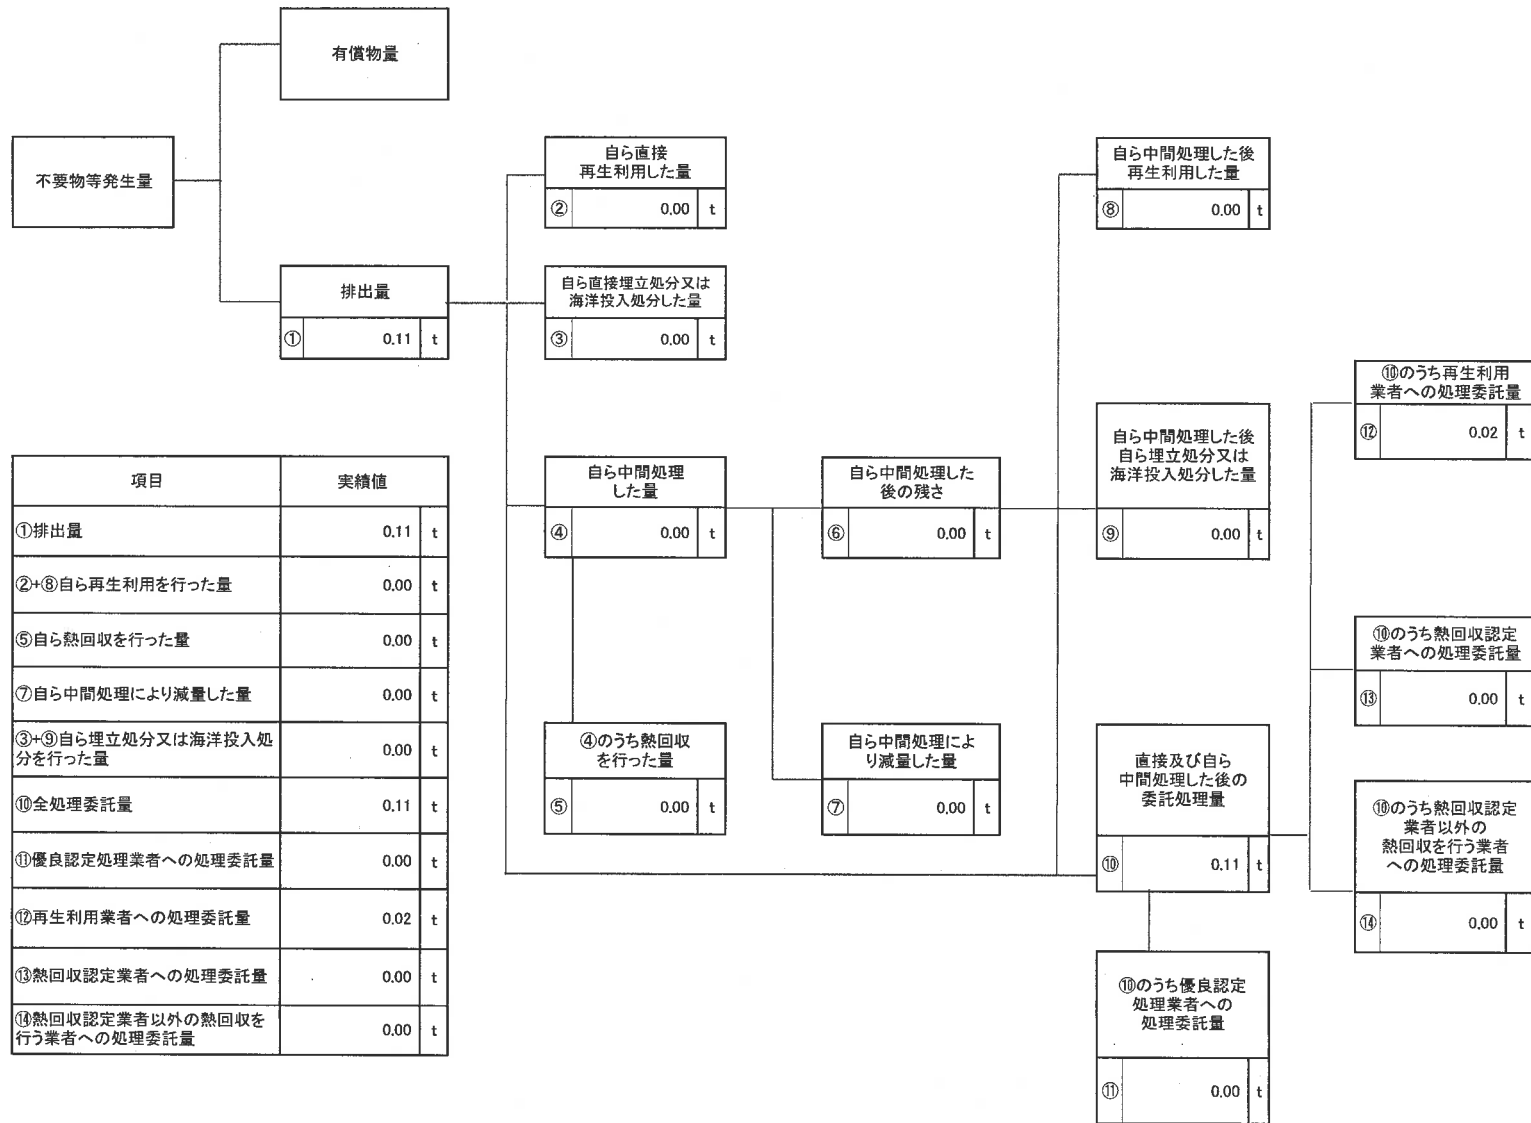 有償物量
不要物等発生量
排出量
① 0.11 t
自ら直接
再生利用した量
② 0.00 t
自ら直接埋立処分又は
海洋投入処分した量
③ 0.00 t
自ら中間処理
した量
④ 0.00 t
④のうち熱回収
を行った量
⑤ 0.00 t
自ら中間処理した
後の残さ
⑥ 0.00 t
自ら中間処理によ
り減量した量
⑦ 0.00 t
自ら中間処理した後
再生利用した量
⑧ 0.00 t
自ら中間処理した後
自ら埋立処分又は
海洋投入処分した量
⑨ 0.00 t
直接及び自ら
中間処理した後の
委託処理量
⑩ 0.11 t
⑩のうち優良認定
処理業者への
処理委託量
⑪ 0.00 t
⑩のうち再生利用
業者への処理委託量
⑫ 0.02 t
⑩のうち熱回収認定
業者への処理委託量
⑬ 0.00 t
⑩のうち熱回収認定
業者以外の
熱回収を行う業者
への処理委託量
⑭ 0.00 t
項目 実績値
①排出量 0.11 t
②+⑧自ら再生利用を行った量 0.00 t
⑤自ら熱回収を行った量 0.00 t
⑦自ら中間処理により減量した量 0.00 t
③+⑨自ら埋立処分又は海洋投入処
分を行った量 0.00 t
⑩全処理委託量 0.11 t
⑪優良認定処理業者への処理委託量 0.00 t
⑫再生利用業者への処理委託量 0.02 t
⑬熱回収認定業者への処理委託量 0.00 t
⑭熱回収認定業者以外の熱回収を
行う業者への処理委託量 0.00 t